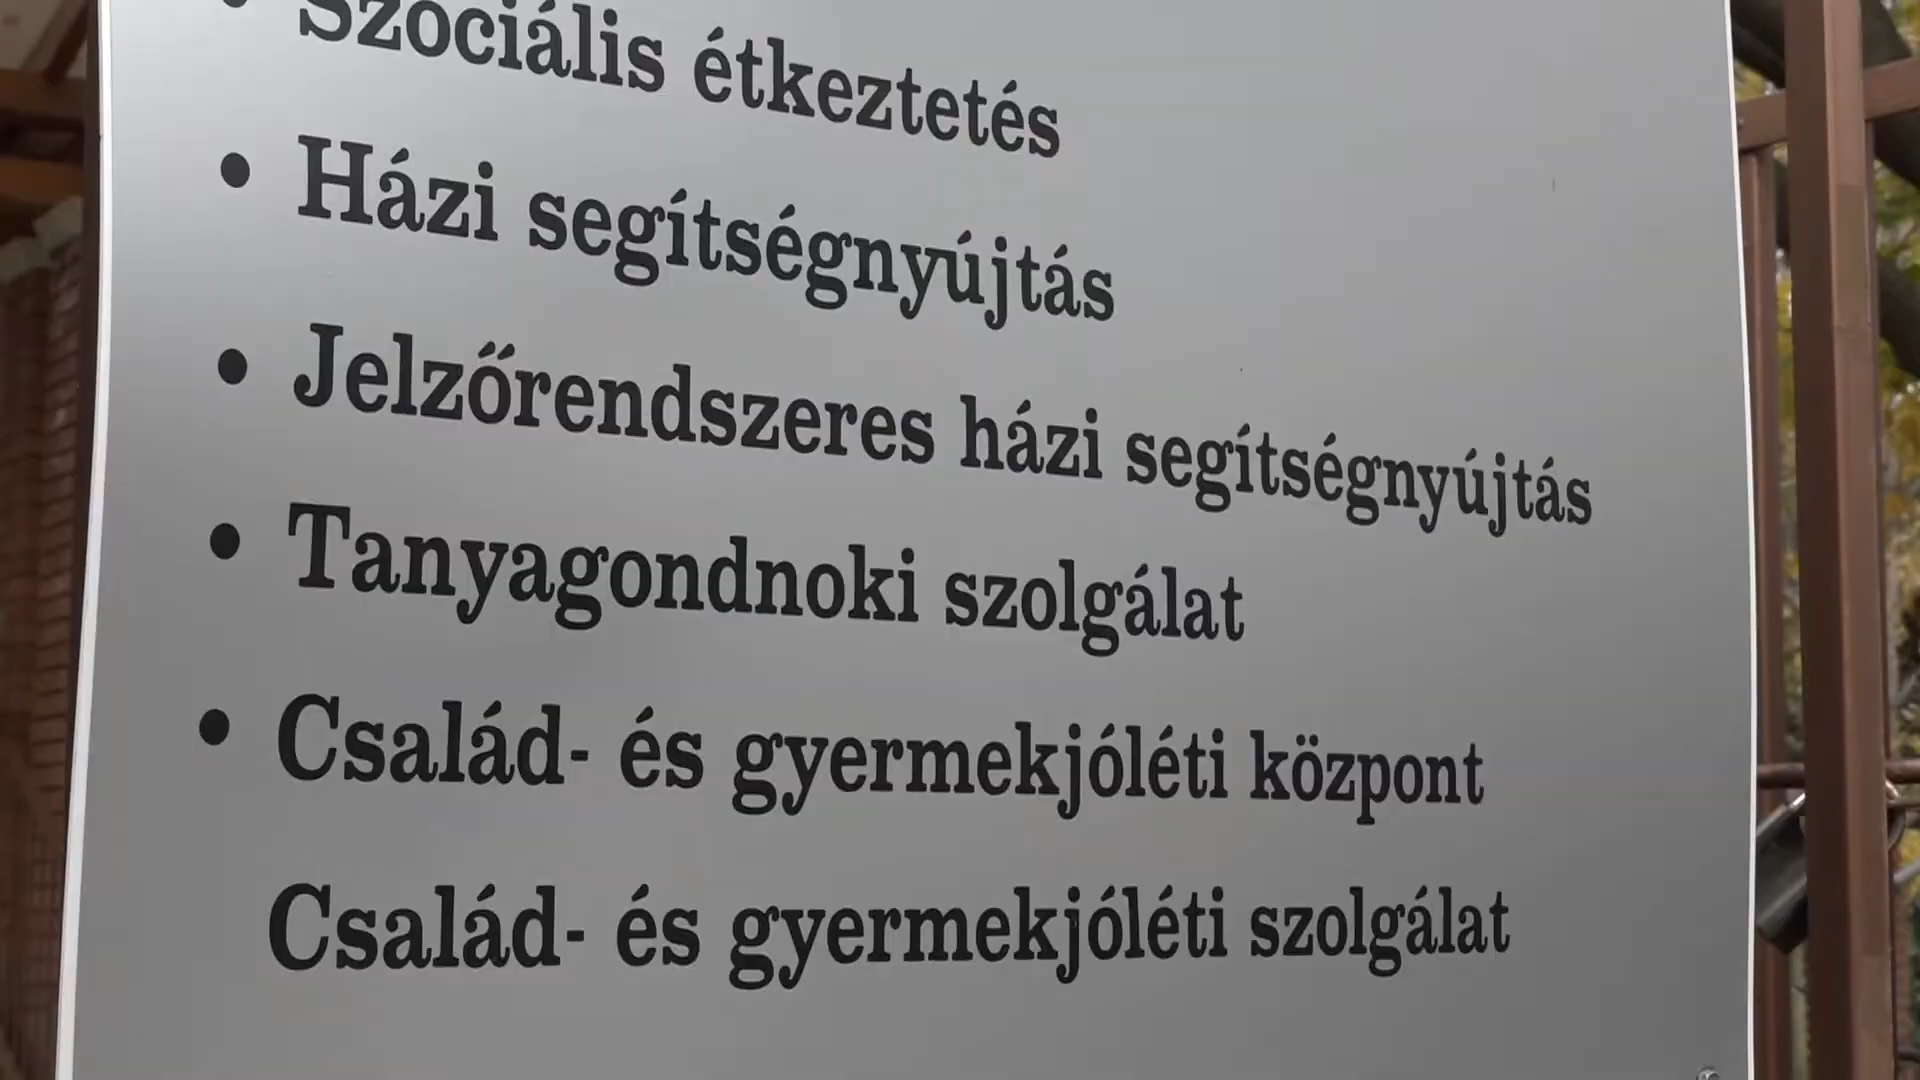 • Szociális étkeztetés
• Házi segítségnyújtás
• Jelzőrendszeres házi segítségnyújtás
• Tanyagondnoki szolgálat
• Család- és gyermekjóléti központ
Család- és gyermekjóléti szolgálat